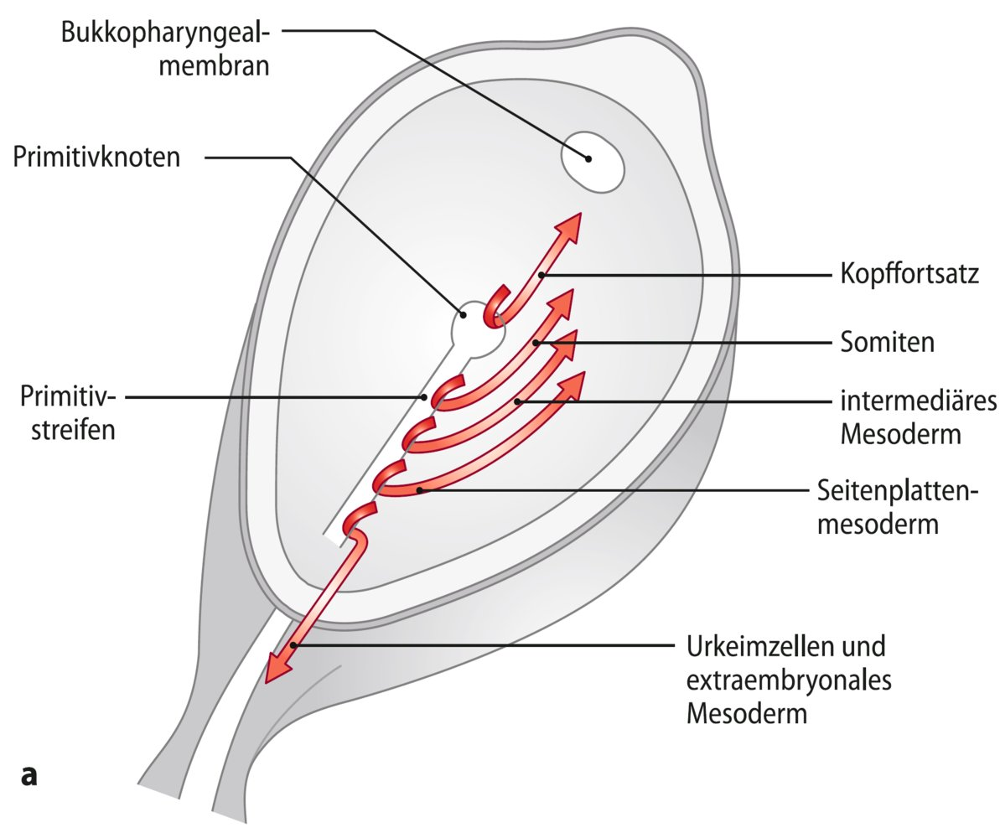 Bukkopharyngeal-
membran
Primitivknoten
Primitiv-
streifen
Kopffortsatz
Somiten
intermediäres
Mesoderm
Seitenplatten-
mesoderm
Urkeimzellen und
extraembryonales
Mesoderm
a